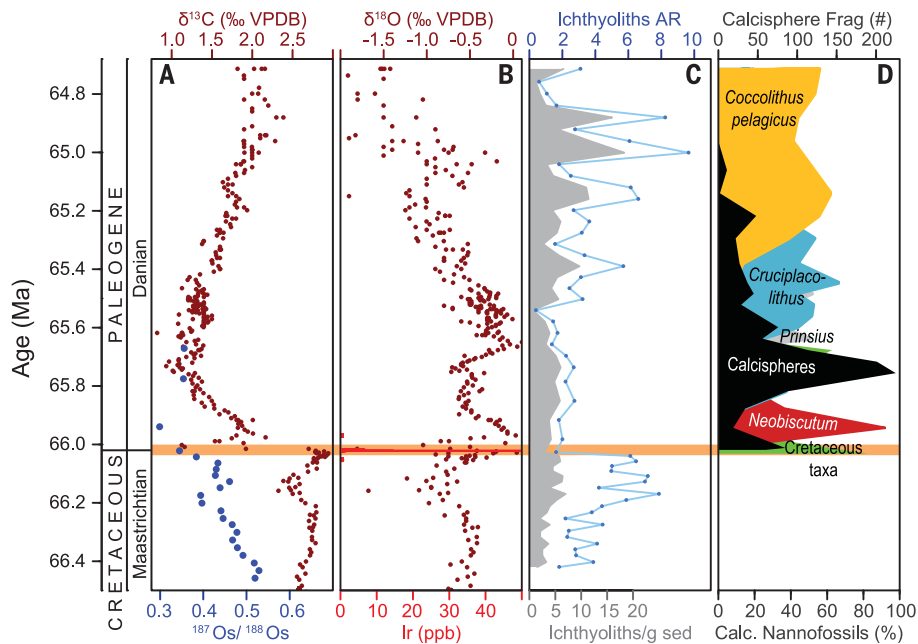 δ¹³C (‰ VPDB)
δ¹⁸O (‰ VPDB)
Ichthyoliths AR
Calcisphere Frag (#)
1.0 1.5 2.0 2.5
-1.5 -1.0 -0.5 0
0 2 4 6 8 10
0 50 100 200
A
B
C
D
Age (Ma)
64.8
65.0
65.2
65.4
65.6
65.8
66.0
66.2
66.4
PALEOGENE
CRETACEOUS
Danian
Maastrichtian
Coccolithus
pelagicus
Cruciplaco-
lithus
Prinsius
Calcispheres
Neobiscutum
Cretaceous
taxa
0.3 0.4 0.5 0.6
0 20 40
0 5 10 15 20
0 20 40 60 80 100
¹⁸⁷Os/ ¹⁸⁸Os
Ir (ppb)
Ichthyoliths/g sed
Calc. Nannofossils (%)